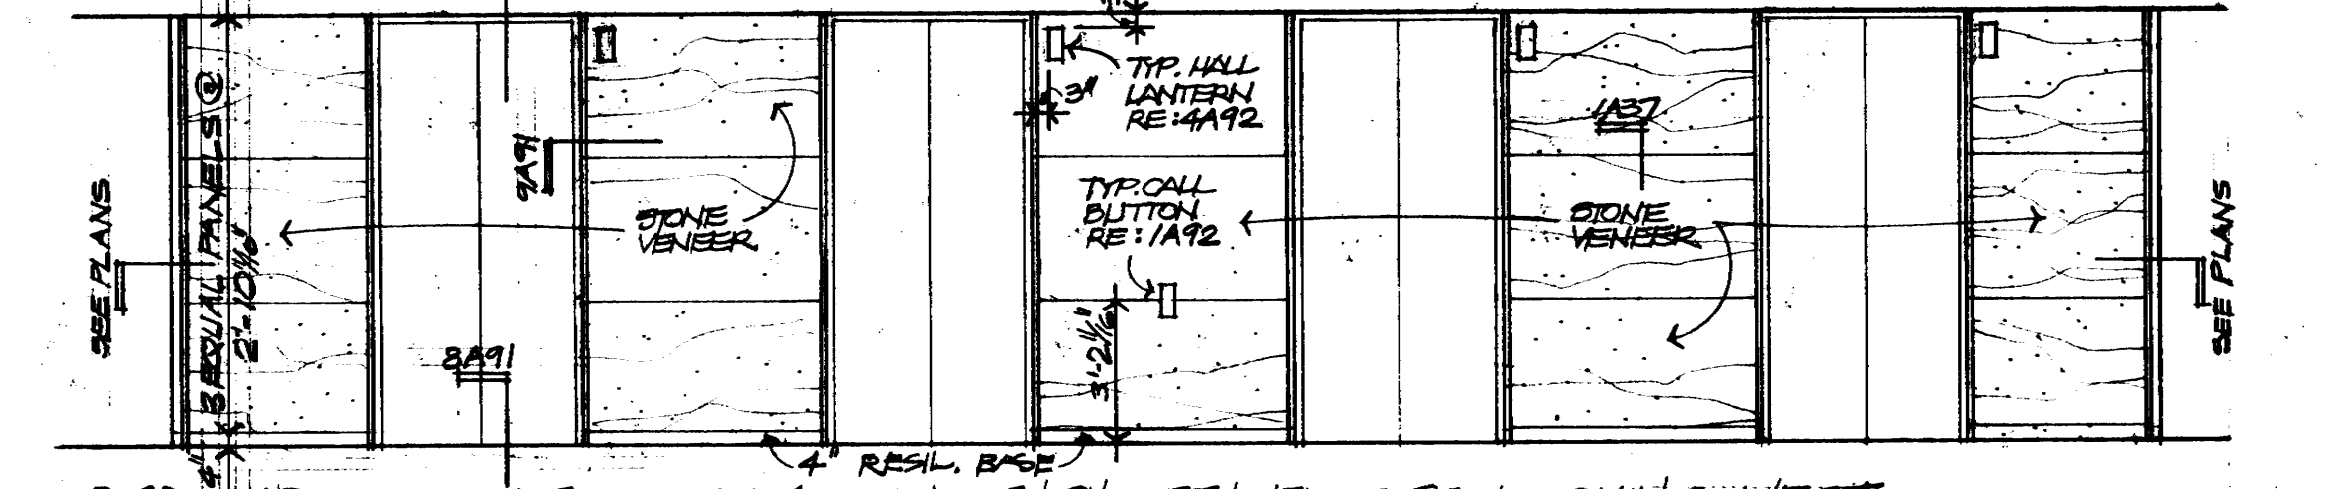 SEE PLANS
3 EQUAL PANELS @
2'-10 1/16"
4"
8A91
9A91
STONE
VENEER
4" RESIL. BASE
3"
TYP. HALL
LANTERN
RE: 4A92
TYP. CALL
BUTTON
RE: 1A92
3'-2 1/16"
1A37
STONE
VENEER
SEE PLANS